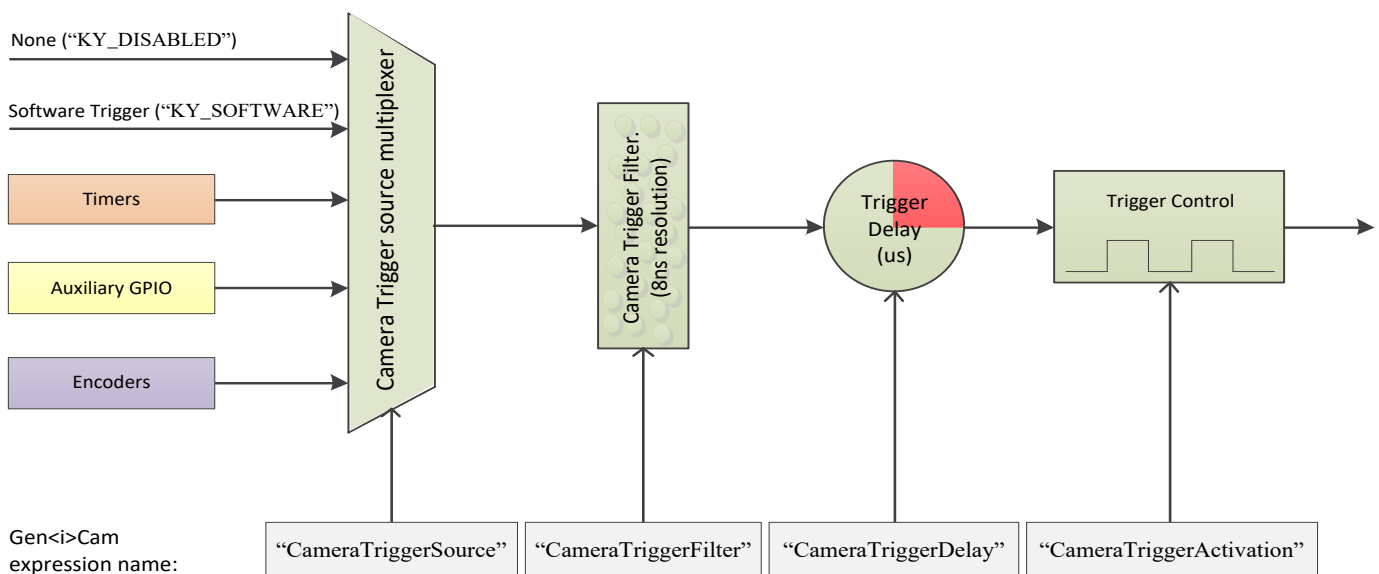 None (“KY_DISABLED”)
Software Trigger (“KY_SOFTWARE”)
Timers
Auxiliary GPIO
Encoders
Camera Trigger source multiplexer
Camera Trigger Filter.
(8ns resolution)
Trigger
Delay
(us)
Trigger Control
Gen<i>Cam
expression name:
“CameraTriggerSource”
“CameraTriggerFilter”
“CameraTriggerDelay”
“CameraTriggerActivation”